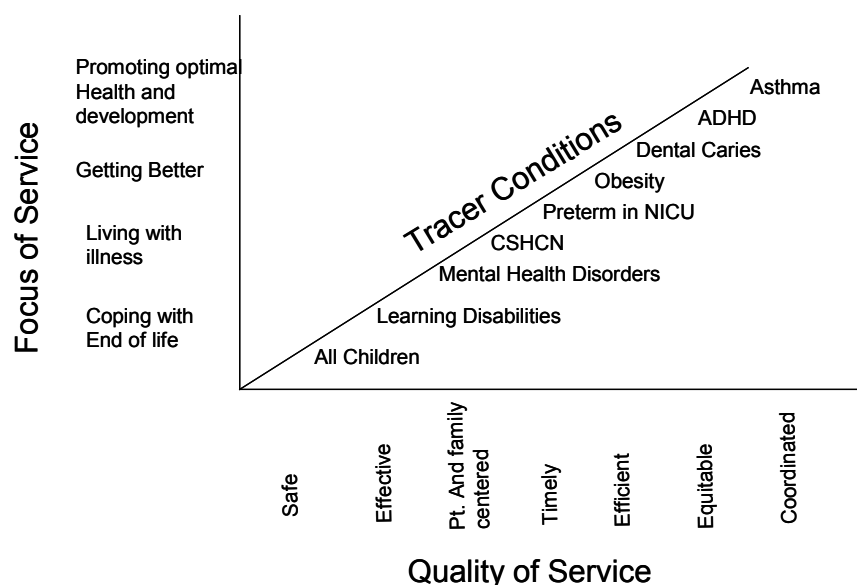 Promoting optimal
Health and
development
Getting Better
Living with
illness
Coping with
End of life
Focus of Service
Tracer Conditions
Asthma
ADHD
Dental Caries
Obesity
Preterm in NICU
CSHCN
Mental Health Disorders
Learning Disabilities
All Children
Safe
Effective
Pt. And family
centered
Timely
Efficient
Equitable
Coordinated
Quality of Service